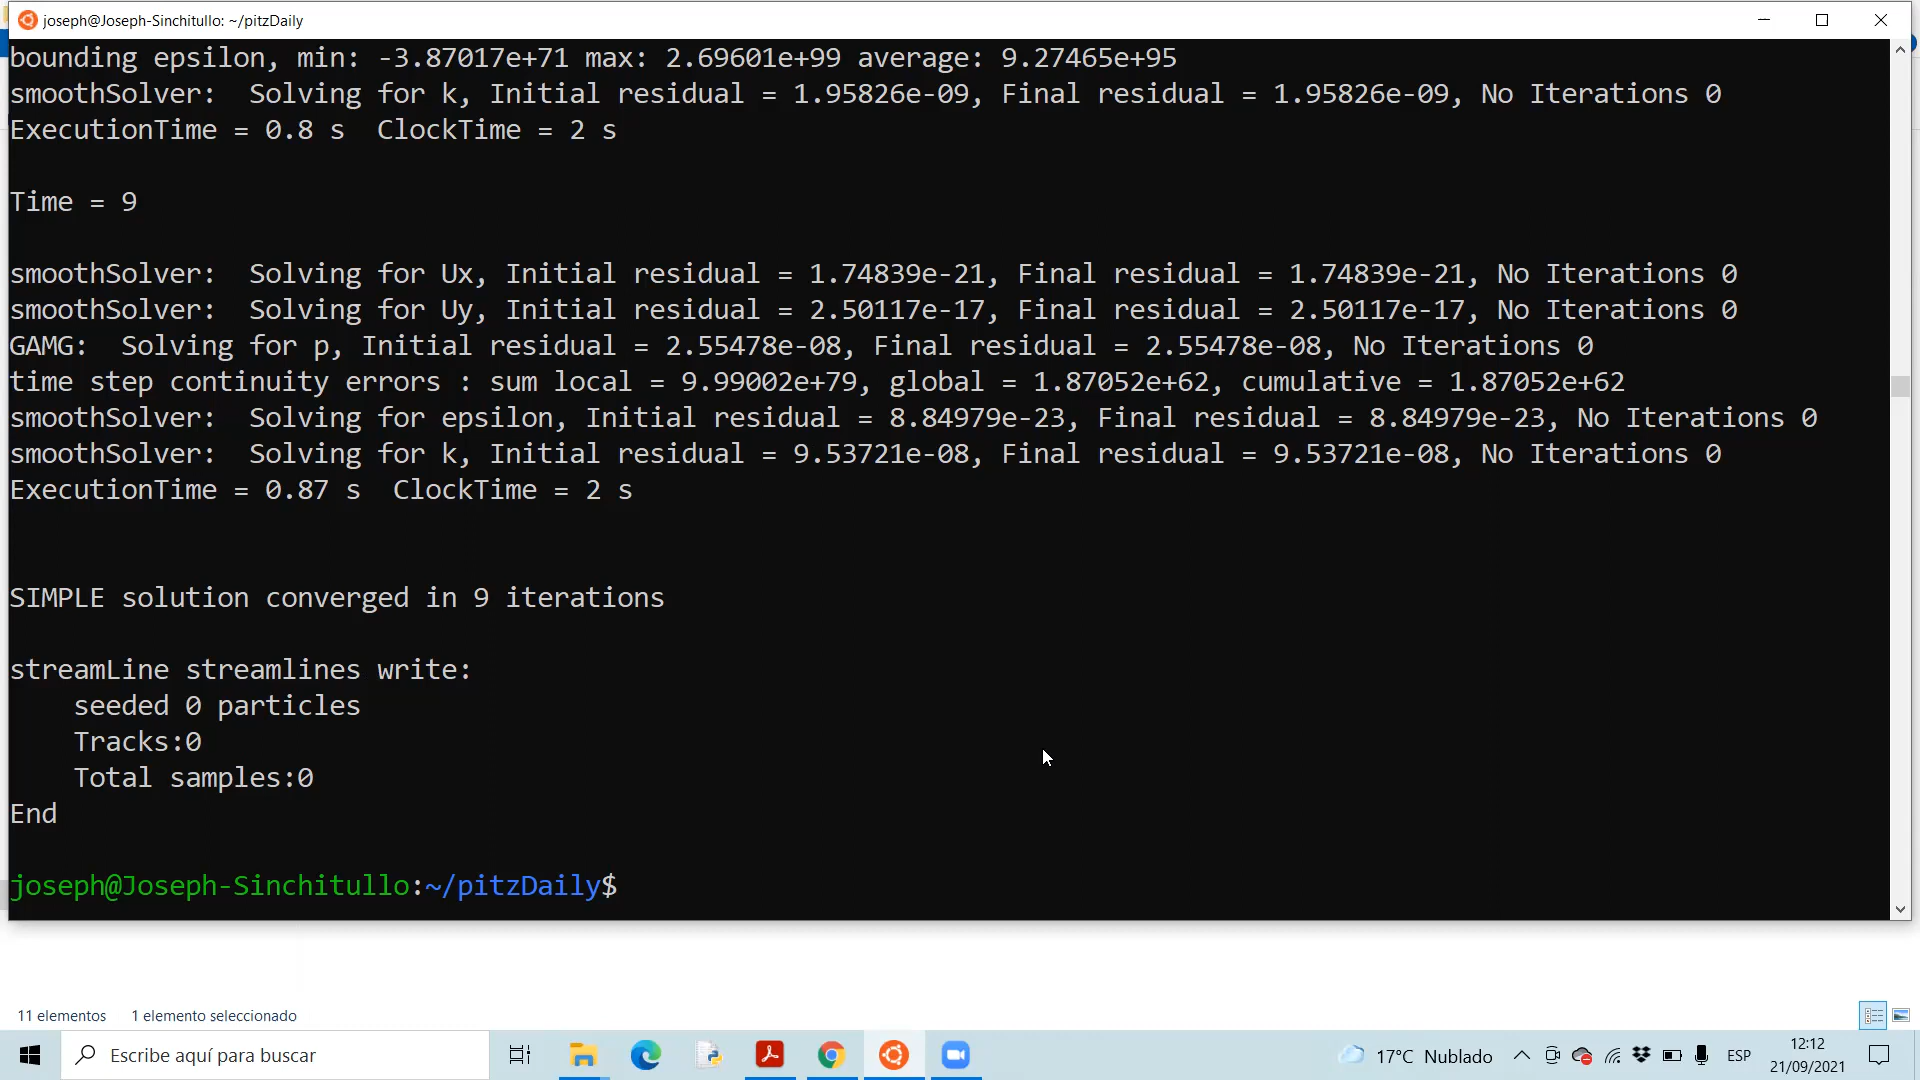 joseph@Joseph-Sinchitullo: ~/pitzDaily
bounding epsilon, min: -3.87017e+71 max: 2.69601e+99 average: 9.27465e+95
smoothSolver:  Solving for k, Initial residual = 1.95826e-09, Final residual = 1.95826e-09, No Iterations 0
ExecutionTime = 0.8 s  ClockTime = 2 s
Time = 9
smoothSolver:  Solving for Ux, Initial residual = 1.74839e-21, Final residual = 1.74839e-21, No Iterations 0
smoothSolver:  Solving for Uy, Initial residual = 2.50117e-17, Final residual = 2.50117e-17, No Iterations 0
GAMG:  Solving for p, Initial residual = 2.55478e-08, Final residual = 2.55478e-08, No Iterations 0
time step continuity errors : sum local = 9.99002e+79, global = 1.87052e+62, cumulative = 1.87052e+62
smoothSolver:  Solving for epsilon, Initial residual = 8.84979e-23, Final residual = 8.84979e-23, No Iterations 0
smoothSolver:  Solving for k, Initial residual = 9.53721e-08, Final residual = 9.53721e-08, No Iterations 0
ExecutionTime = 0.87 s  ClockTime = 2 s
SIMPLE solution converged in 9 iterations
streamLine streamlines write:
    seeded 0 particles
    Tracks:0
    Total samples:0
End
joseph@Joseph-Sinchitullo:~/pitzDaily$
11 elementos 1 elemento seleccionado
Escribe aquí para buscar
17°C Nublado
ESP
12:12
21/09/2021